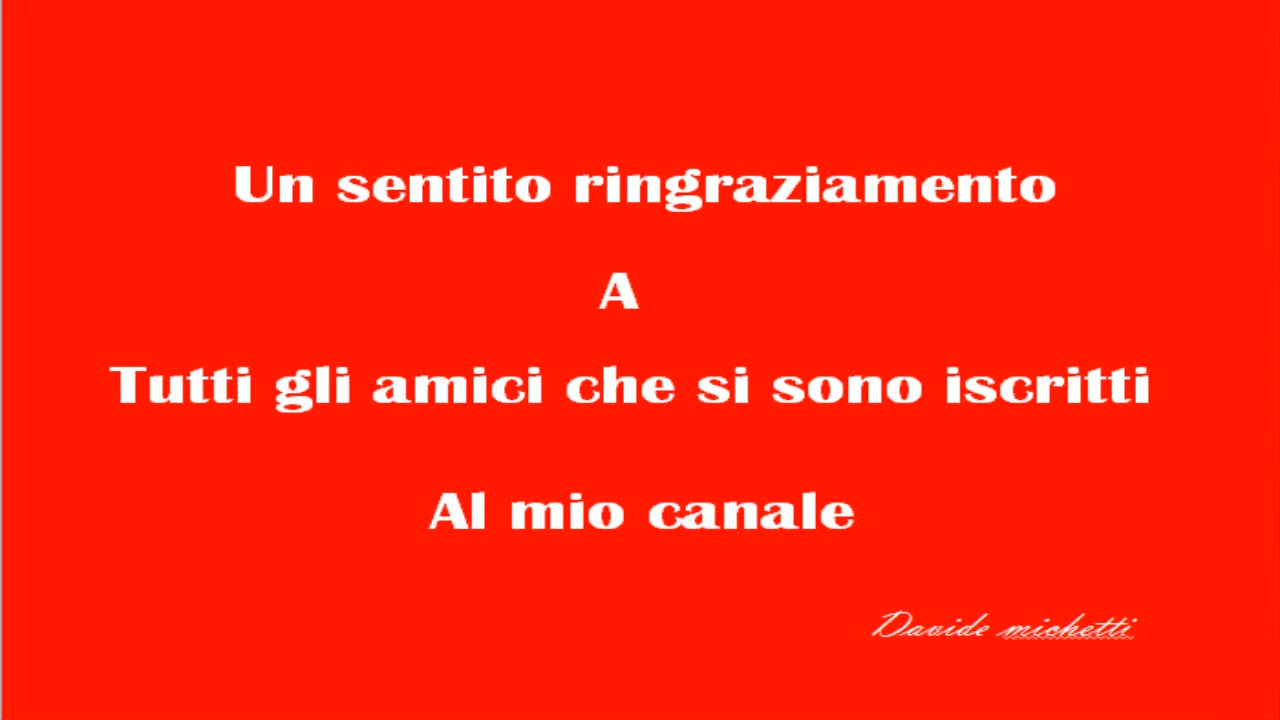 Un sentito ringraziamento
A
Tutti gli amici che si sono iscritti
Al mio canale
Davide michetti